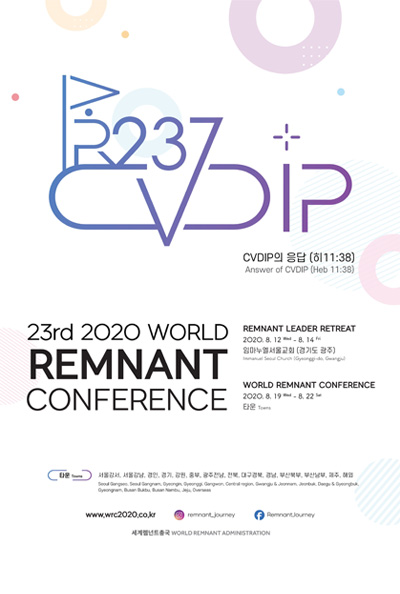 R237
CVDIP
CVDIP의 응답 (히11:38)
Answer of CVDIP (Heb 11:38)
23rd 2020 WORLD
REMNANT
CONFERENCE
REMNANT LEADER RETREAT
2020. 8. 12 Wed - 8. 14 Fri
임마누엘서울교회 (경기도 광주)
Immanuel Seoul Church (Gyeonggi-do, Gwangju)
WORLD REMNANT CONFERENCE
2020. 8. 19 Wed - 8. 22 Sat
타운 Towns
타운 Towns
서울강서, 서울강남, 경인, 경기, 강원, 중부, 광주전남, 전북, 대구경북, 경남, 부산북부, 부산남부, 제주, 해외
Seoul Gangseo, Seoul Gangnam, Gyeongin, Gyeonggi, Gangwon, Central region, Gwangju & Jeonnam, Jeonbuk, Daegu & Gyeongbuk,
Gyeongnam, Busan Bukbu, Busan Nambu, Jeju, Overseas
www.wrc2020.co.kr
remnant_journey
RemnantJourney
세계렘넌트총국 WORLD REMNANT ADMINISTRATION